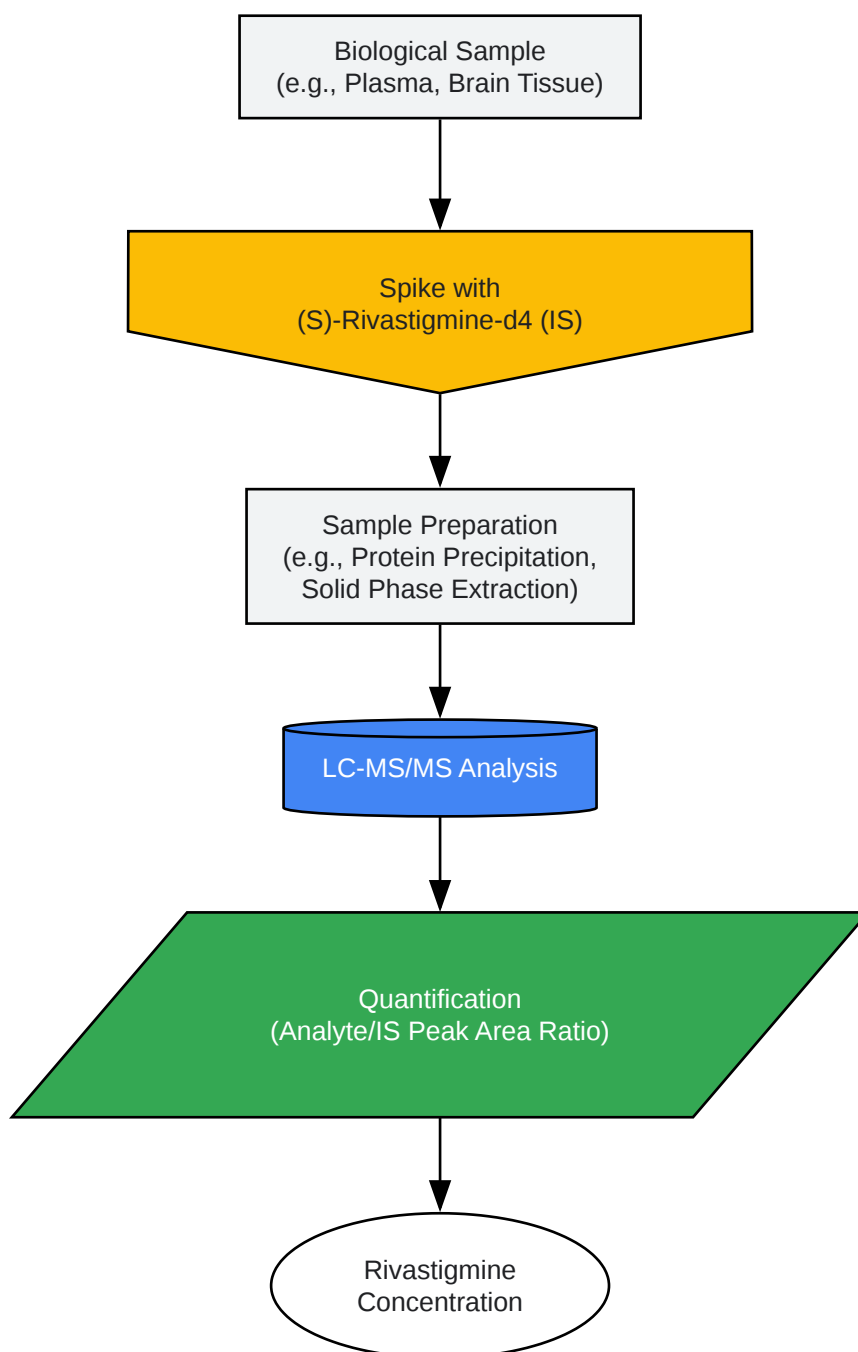 Biological Sample
(e.g., Plasma, Brain Tissue)
Spike with
(S)-Rivastigmine-d4 (IS)
Sample Preparation
(e.g., Protein Precipitation,
Solid Phase Extraction)
LC-MS/MS Analysis
Quantification
(Analyte/IS Peak Area Ratio)
Rivastigmine
Concentration